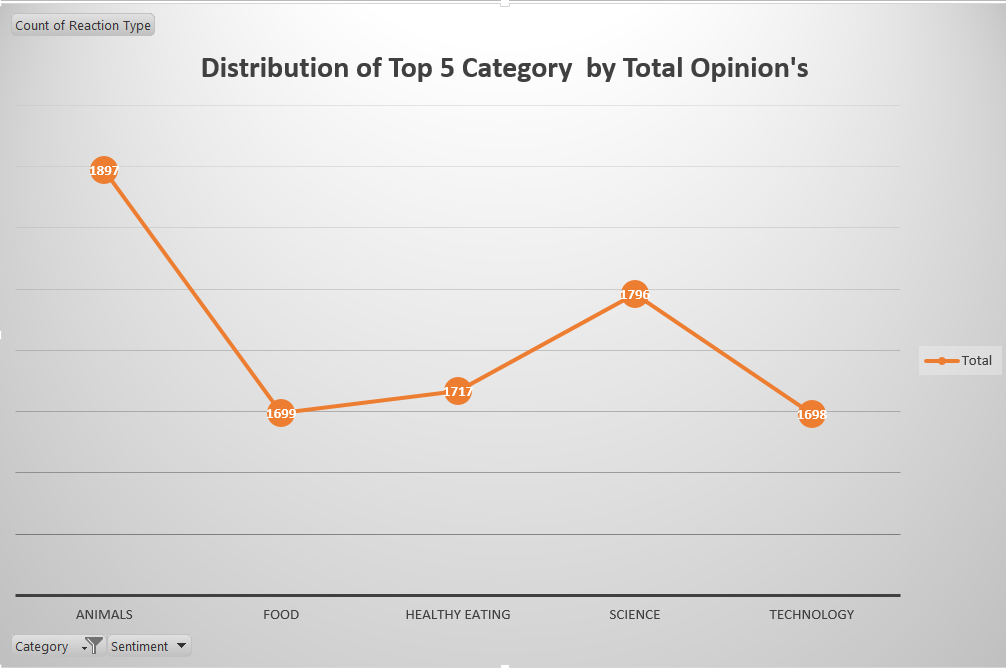 Count of Reaction Type
Distribution of Top 5 Category  by Total Opinion's
1897
1699
1717
1796
1698
Total
ANIMALS
FOOD
HEALTHY EATING
SCIENCE
TECHNOLOGY
Category
Sentiment